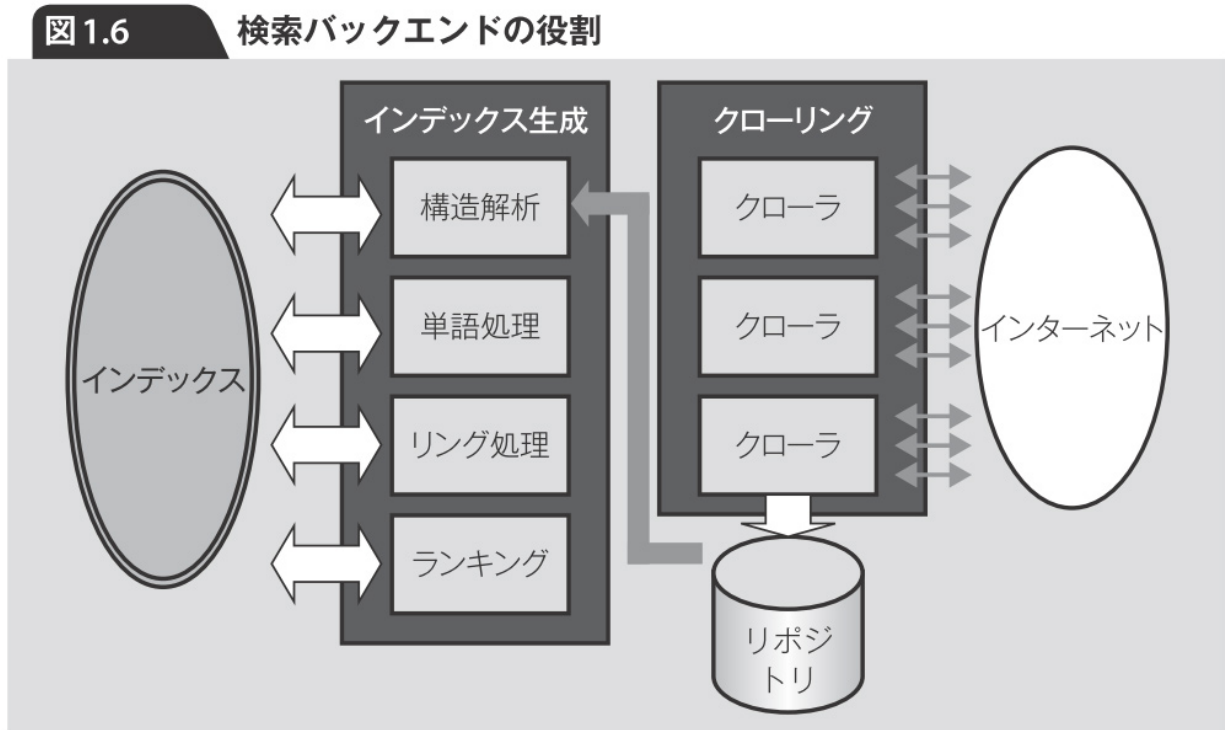 図1.6 検索バックエンドの役割
インデックス生成
クローリング
構造解析
クローラ
単語処理
クローラ
インターネット
インデックス
リング処理
クローラ
ランキング
リポジ
トリ